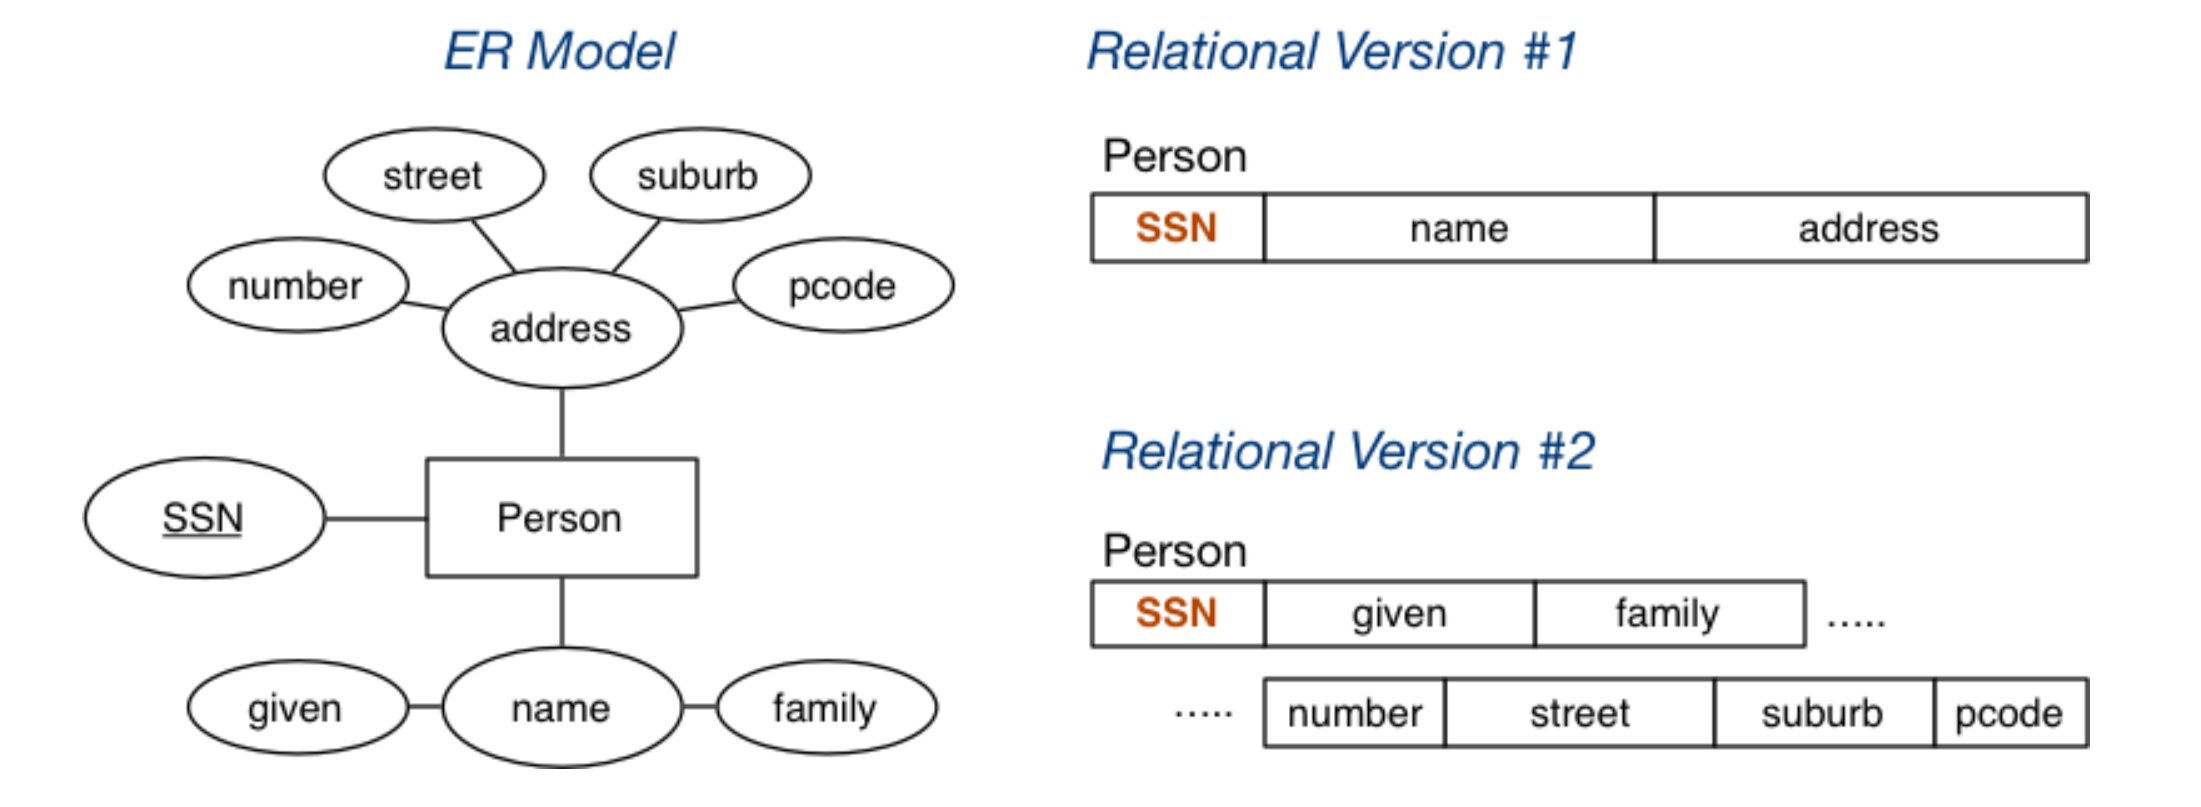 ER Model
street
suburb
number
pcode
address
SSN
Person
given
name
family
Relational Version #1
Person
SSN name address
Relational Version #2
Person
SSN given family .....
..... number street suburb pcode